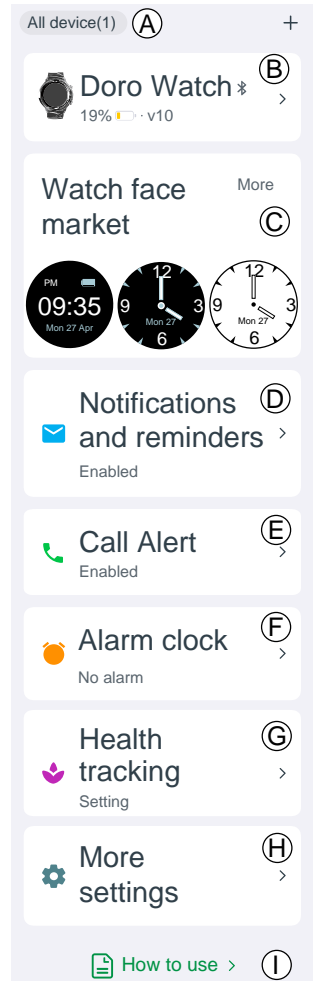 All device(1) A +
B
Doro Watch
19% · v10
Watch face More
market C
PM
09:35
Mon 27 Apr
12
9 3
Mon 27
6
12
9 3
Mon 27
6
Notifications D
and reminders >
Enabled
E
Call Alert >
Enabled
F
Alarm clock >
No alarm
Health G
tracking >
Setting
More H
settings >
How to use > I